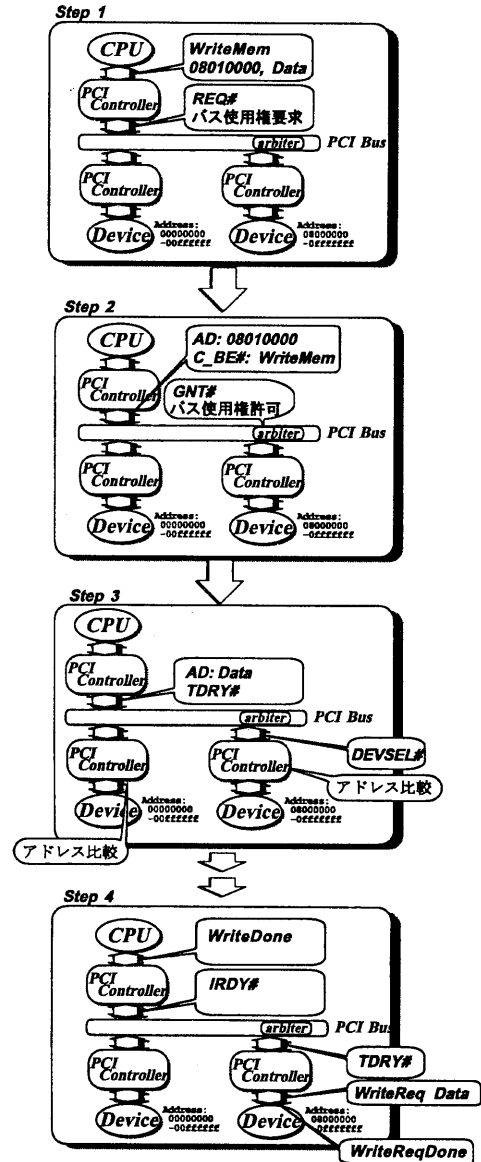 Step 1
CPU
WriteMem
08010000, Data
PCI
Controller
REQ#
バス使用権要求
arbiter
PCI Bus
PCI
Controller
PCI
Controller
Device
Address:
00000000
-00ffffff
Device
Address:
08000000
-0fffffff
Step 2
CPU
AD: 08010000
C_BE#: WriteMem
PCI
Controller
GNT#
バス使用権許可
arbiter
PCI Bus
PCI
Controller
PCI
Controller
Device
Address:
00000000
-00ffffff
Device
Address:
08000000
-0fffffff
Step 3
CPU
PCI
Controller
AD: Data
TDRY#
arbiter
PCI Bus
PCI
Controller
PCI
Controller
DEVSEL#
アドレス比較
Device
Address:
00000000
-00ffffff
Device
Address:
08000000
-0fffffff
アドレス比較
Step 4
CPU
WriteDone
PCI
Controller
IRDY#
arbiter
PCI Bus
TDRY#
PCI
Controller
PCI
Controller
WriteReq Data
Device
Address:
00000000
-00ffffff
Device
Address:
08000000
-0fffffff
WriteReqDone